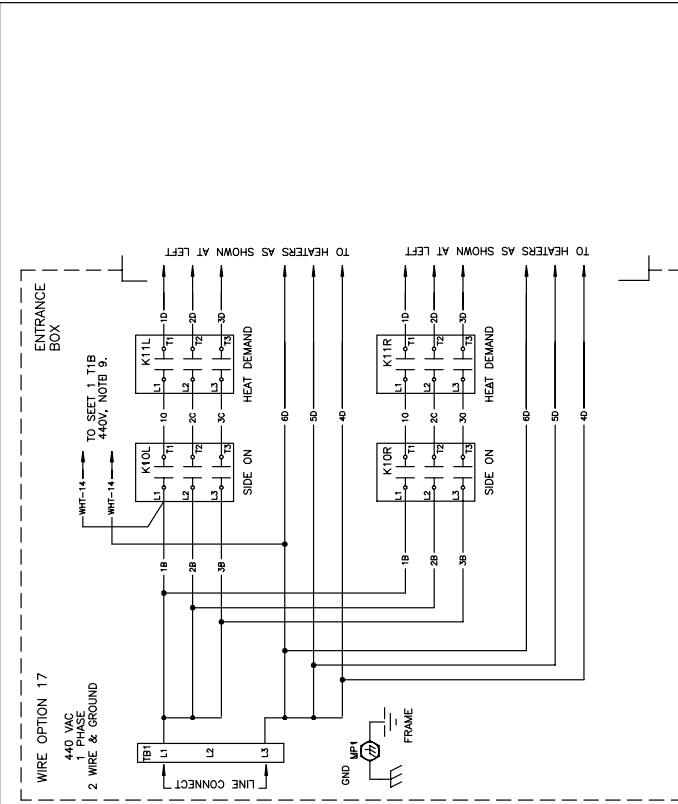 WIRE OPTION 17
440 VAC
1 PHASE
2 WIRE & GROUND
ENTRANCE
BOX
TO SEET 1 T1B
440V, NOTB 9.
WHT-14
WHT-14
TO HEATERS AS SHOWN AT LEFT
TO HEATERS AS SHOWN AT LEFT
1D
2D
3D
6D
5D
4D
1D
2D
3D
6D
5D
4D
K11L
L1
L2
L3
T1
T2
T3
HEAT DEMAND
K11R
L1
L2
L3
T1
T2
T3
HEAT DEMAND
10
2C
3C
10
2C
30
K10L
L1
L2
L3
T1
T2
T3
SIDE ON
K10R
L1
L2
L3
T1
T2
T3
SIDE ON
1B
2B
3B
1B
2B
3B
TB1
L1
L2
L3
LINE CONNECT
GND
MP1
FRAME